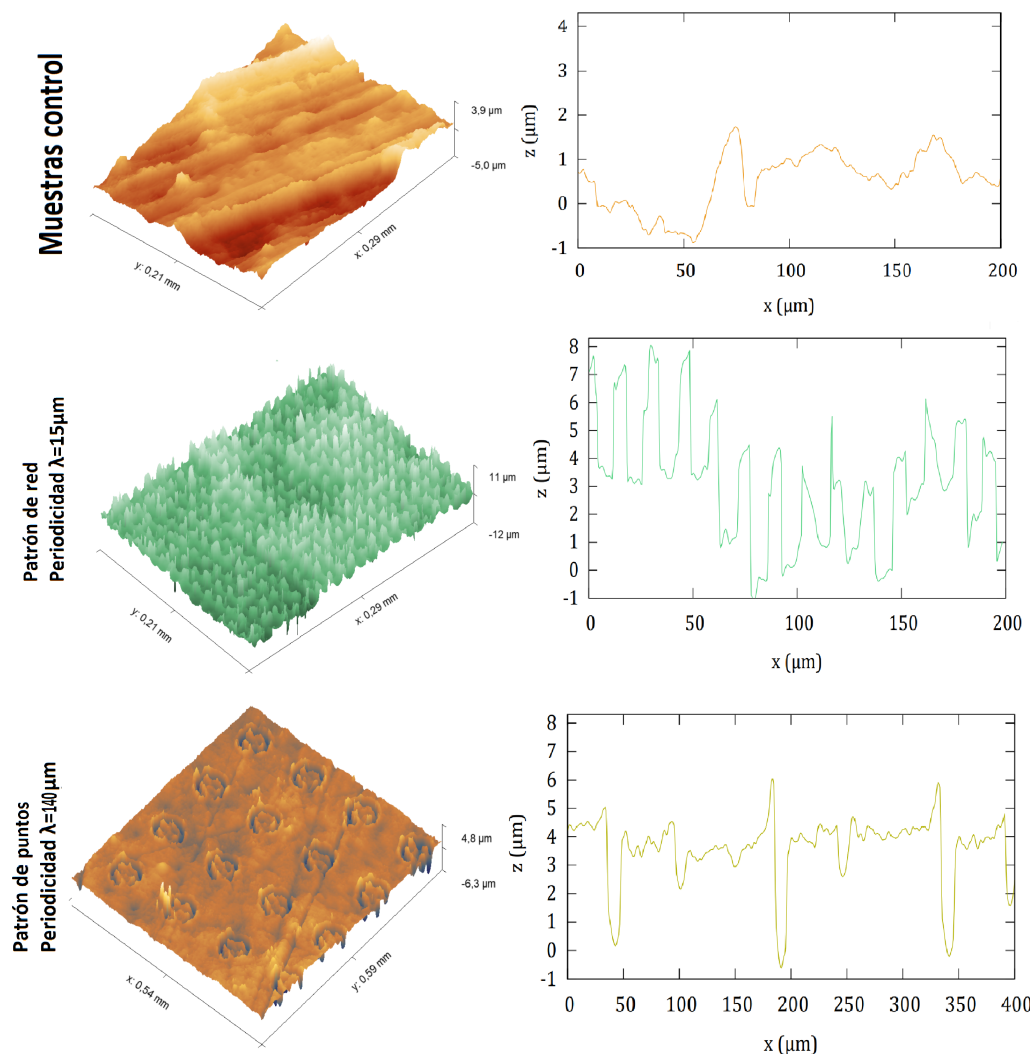 Muestras control
3,9 µm
-5,0 µm
y: 0,21 mm
x: 0,29 mm
4
3
2
1
0
-1
z (µm)
0 50 100 150 200
x (µm)
Patrón de red
Periodicidad λ=15µm
11 µm
-12 µm
y: 0,21 mm
x: 0,29 mm
8
7
6
5
4
3
2
1
0
-1
z (µm)
0 50 100 150 200
x (µm)
Patrón de puntos
Periodicidad λ=140µm
4,8 µm
-6,3 µm
x: 0,54 mm
y: 0,59 mm
8
7
6
5
4
3
2
1
0
-1
z (µm)
0 50 100 150 200 250 300 350 400
x (µm)